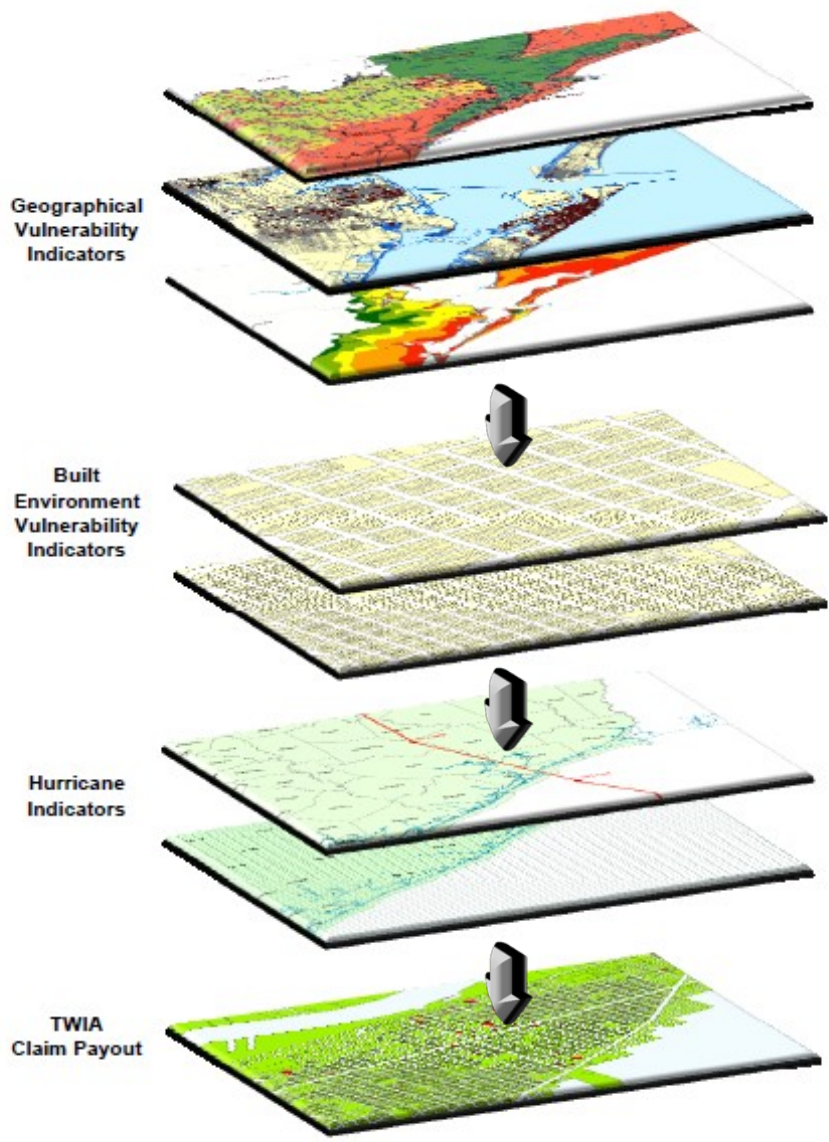 Geographical
Vulnerability
Indicators
Built
Environment
Vulnerability
Indicators
Hurricane
Indicators
TWIA
Claim Payout